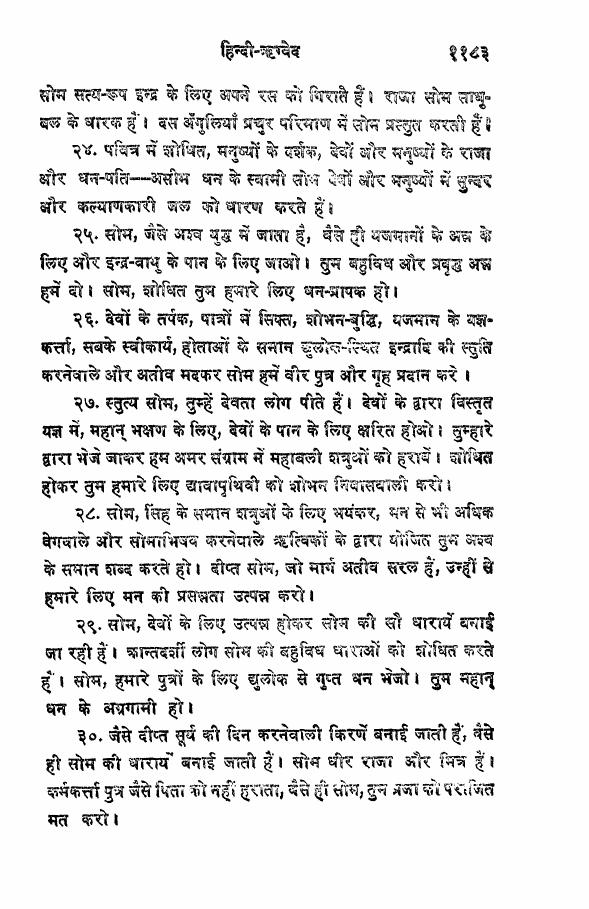 हिन्दी-ऋग्वेद ११८३
सोम सत्य-रूप इन्द्र के लिए अपने रस को गिराते हैं। राजा सोम साधु-
बल के धारक हैं। दस अँगुलियाँ प्रचुर परिमाण में सोम प्रस्तुत करती हैं।
२४. पवित्र में शोधित, मनुष्यों के दर्शक, देवों और मनुष्यों के राजा
और धन-पति—असीम धन के स्वामी सोम देवों और मनुष्यों में सुन्दर
और कल्याणकारी जल को धारण करते हैं।
२५. सोम, जैसे अश्व युद्ध में जाता है, वैसे ही यजमानों के अन्न के
लिए और इन्द्र-वायु के पान के लिए जाओ। तुम बहुविध और प्रवृद्ध अन्न
हमें दो। सोम, शोधित तुम हमारे लिए धन-प्रापक हो।
२६. देवों के तर्पक, पात्रों में सिक्त, शोभन-बुद्धि, यजमान के यज्ञ-
कर्त्ता, सबके स्वीकार्य, होताओं के समान द्युलोक-स्थित इन्द्रादि की स्तुति
करनेवाले और अतीव मदकर सोम हमें वीर पुत्र और गृह प्रदान करे ।
२७. स्तुत्य सोम, तुम्हें देवता लोग पीते हैं। देवों के द्वारा विस्तृत
यज्ञ में, महान् भक्षण के लिए, देवों के पान के लिए क्षरित होओ। तुम्हारे
द्वारा भेजे जाकर हम अमर संग्राम में महाबली शत्रुओं को हरावें। शोधित
होकर तुम हमारे लिए द्यावापृथिवी को शोभन निवासवाली करो।
२८. सोम, सिंह के समान शत्रुओं के लिए भयंकर, मन से भी अधिक
वेगवाले और सोमाभिषव करनेवाले ऋत्विकों के द्वारा योजित तुम अश्व
के समान शब्द करते हो। दीप्त सोम, जो मार्ग अतीव सरल हैं, उन्हीं से
हमारे लिए मन की प्रसन्नता उत्पन्न करो।
२९. सोम, देवों के लिए उत्पन्न होकर सोम की सौ धारायें बनाई
जा रही हैं। क्रान्तदर्शी लोग सोम की बहुविध धाराओं को शोधित करते
हैं। सोम, हमारे पुत्रों के लिए द्युलोक से गुप्त धन भेजो। तुम महान्
धन के अग्रगामी हो।
३०. जैसे दीप्त सूर्य की दिन करनेवाली किरणें बनाई जाती हैं, वैसे
ही सोम की धारायें बनाई जाती हैं। सोम धीर राजा और मित्र हैं।
कर्मकर्त्ता पुत्र जैसे पिता को नहीं हराता, वैसे ही सोम, तुम प्रजा को पराजित
मत करो।